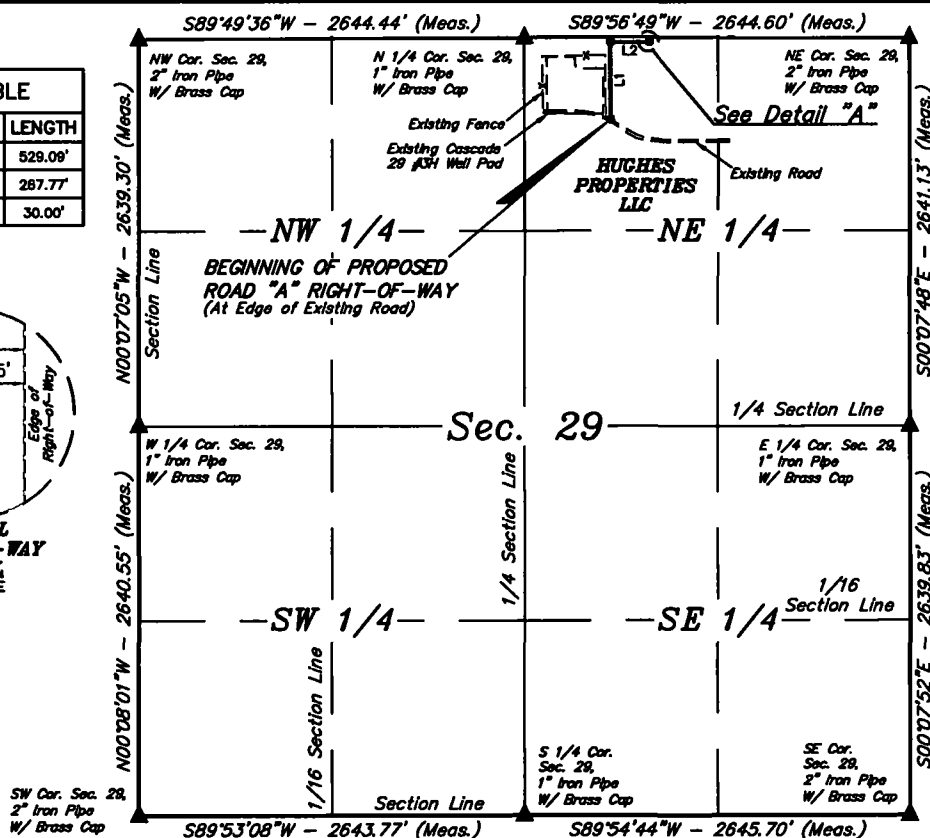 S89°49'36"W - 2644.44' (Meas.)
S89°56'49"W - 2644.60' (Meas.)
NW Cor. Sec. 29,
2" Iron Pipe
W/ Brass Cap
N 1/4 Cor. Sec. 29,
1" Iron Pipe
W/ Brass Cap
NE Cor. Sec. 29,
2" Iron Pipe
W/ Brass Cap
BLE
LENGTH
529.09'
287.77'
30.00'
L2
L1
See Detail "A"
Existing Fence
Existing Cascade
29 #3H Well Pad
Existing Road
HUGHES
PROPERTIES
LLC
N00°07'05"W - 2639.30' (Meas.)
Section Line
S00°07'48"E - 2641.13' (Meas.)
NW 1/4
NE 1/4
BEGINNING OF PROPOSED
ROAD "A" RIGHT-OF-WAY
(At Edge of Existing Road)
5'
Edge of
Right-of-Way
L
-WAY
Sec. 29
1/4 Section Line
W 1/4 Cor. Sec. 29,
1" Iron Pipe
W/ Brass Cap
E 1/4 Cor. Sec. 29,
1" Iron Pipe
W/ Brass Cap
1/4 Section Line
N00°08'01"W - 2640.55' (Meas.)
S00°07'52"E - 2639.83' (Meas.)
SW 1/4
SE 1/4
1/16
Section Line
1/16 Section Line
S 1/4 Cor.
Sec. 29,
1" Iron Pipe
W/ Brass Cap
SE Cor.
Sec. 29,
2" Iron Pipe
W/ Brass Cap
SW Cor. Sec. 29,
2" Iron Pipe
W/ Brass Cap
Section Line
S89°53'08"W - 2643.77' (Meas.)
S89°54'44"W - 2645.70' (Meas.)